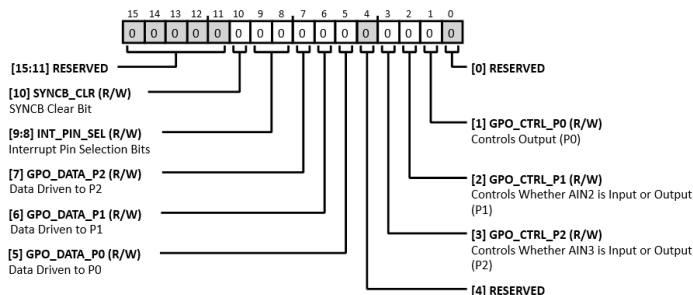 15 14 13 12 11 10 9 8 7 6 5 4 3 2 1 0
0 0 0 0 0 0 0 0 0 0 0 0 0 0 0 0
[15:11] RESERVED
[10] SYNCB_CLR (R/W)
SYNCB Clear Bit
[9:8] INT_PIN_SEL (R/W)
Interrupt Pin Selection Bits
[7] GPO_DATA_P2 (R/W)
Data Driven to P2
[6] GPO_DATA_P1 (R/W)
Data Driven to P1
[5] GPO_DATA_P0 (R/W)
Data Driven to P0
[0] RESERVED
[1] GPO_CTRL_P0 (R/W)
Controls Output (P0)
[2] GPO_CTRL_P1 (R/W)
Controls Whether AIN2 is Input or Output
(P1)
[3] GPO_CTRL_P2 (R/W)
Controls Whether AIN3 is Input or Output
(P2)
[4] RESERVED